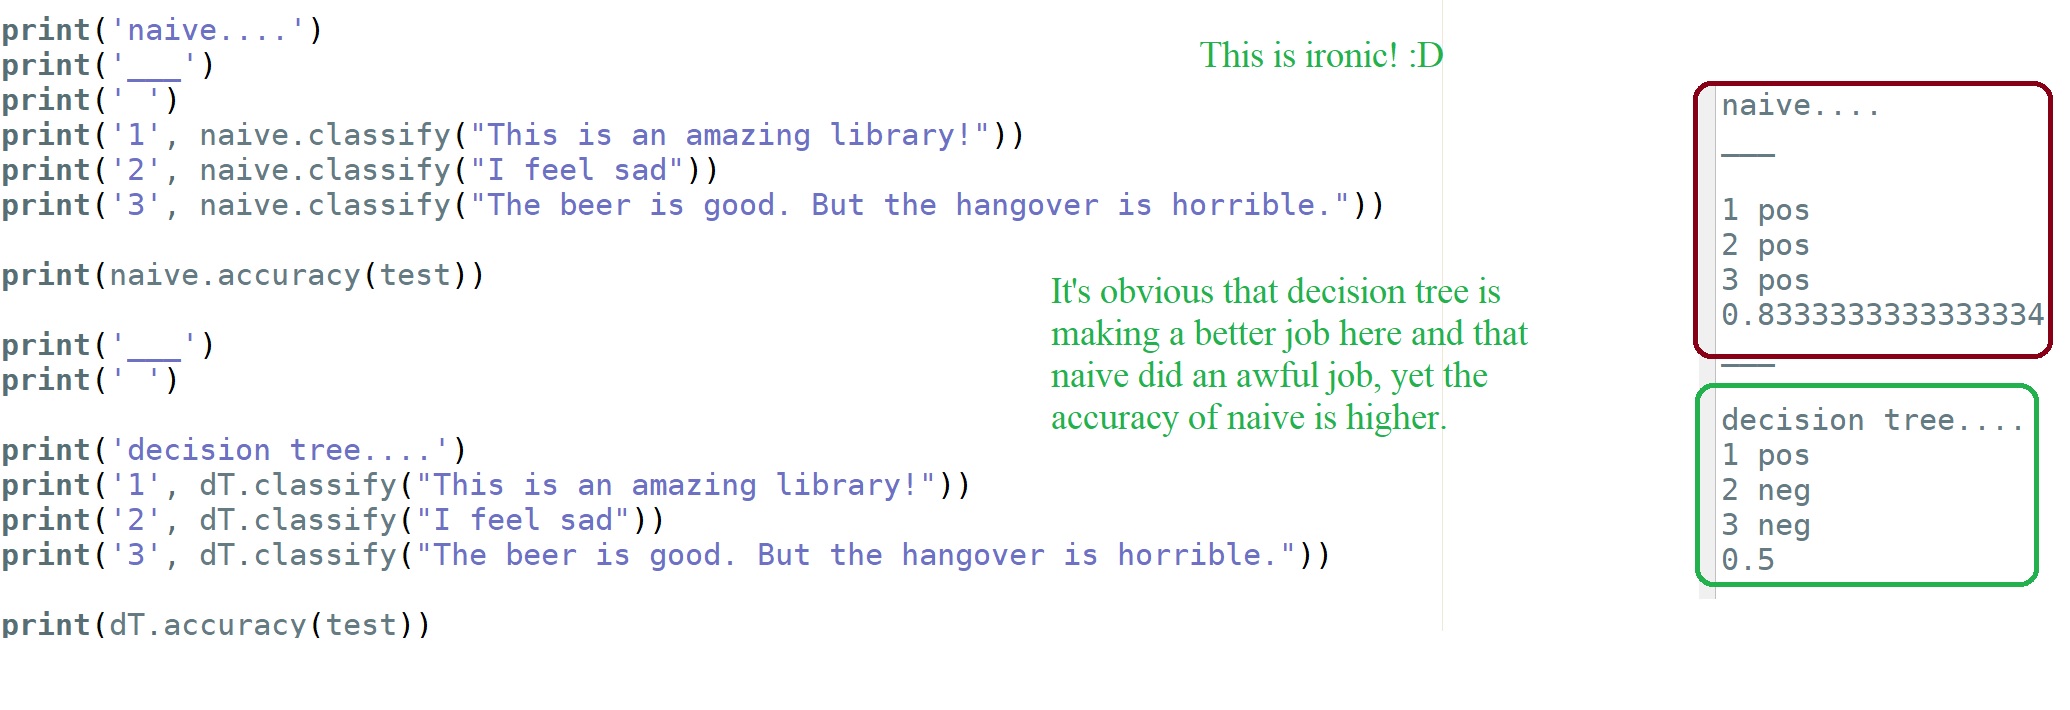 print('naive....')
print('___')
print(' ')
print('1', naive.classify("This is an amazing library!"))
print('2', naive.classify("I feel sad"))
print('3', naive.classify("The beer is good. But the hangover is horrible."))
print(naive.accuracy(test))
print('___')
print(' ')
print('decision tree....')
print('1', dT.classify("This is an amazing library!"))
print('2', dT.classify("I feel sad"))
print('3', dT.classify("The beer is good. But the hangover is horrible."))
print(dT.accuracy(test))
This is ironic! :D
It's obvious that decision tree is
making a better job here and that
naive did an awful job, yet the
accuracy of naive is higher.
naive....
___
1 pos
2 pos
3 pos
0.8333333333333334
___
decision tree....
1 pos
2 neg
3 neg
0.5